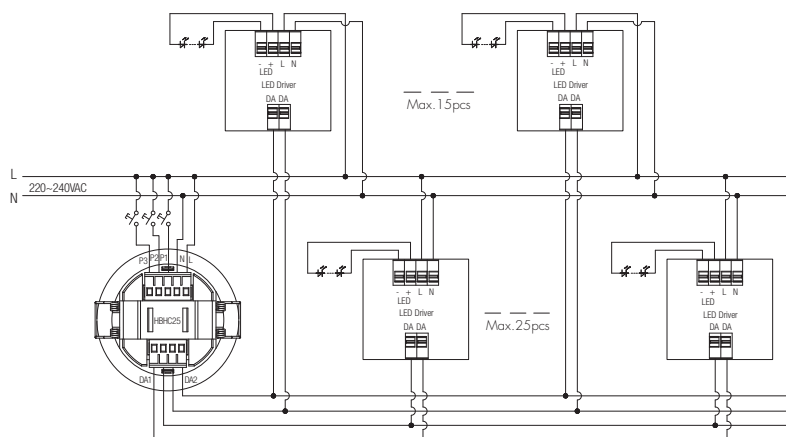 - + L N
LED
LED Driver
DA DA
- + L N
LED
LED Driver
DA DA
Max.15pcs
L
220~240VAC
N
P3 P2 P1 N L
HBHC25
DA1 DA2
- + L N
LED
LED Driver
DA DA
Max.25pcs
- + L N
LED
LED Driver
DA DA